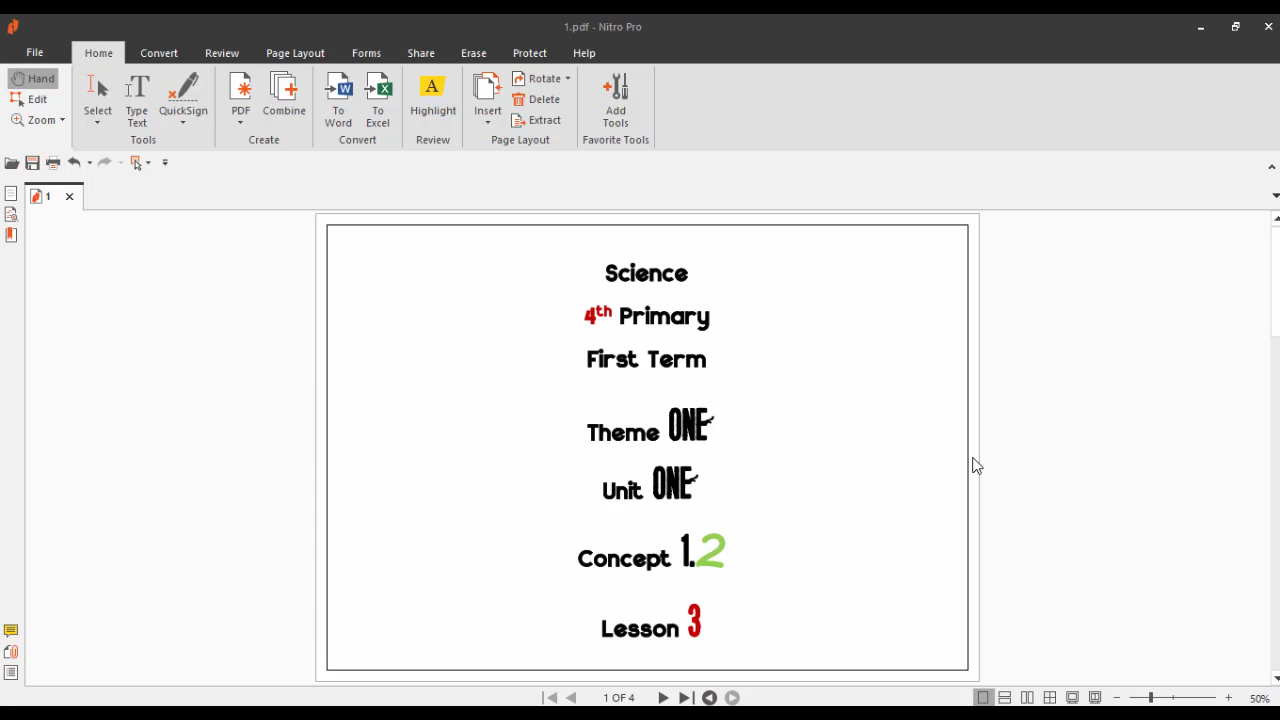 1.pdf - Nitro Pro
File Home Convert Review Page Layout Forms Share Erase Protect Help
Hand
Edit
Zoom
Select
Type Text
QuickSign
Tools
PDF
Combine
Create
To Word
To Excel
Convert
Highlight
Review
Insert
Rotate
Delete
Extract
Page Layout
Add Tools
Favorite Tools
1
Science
4th Primary
First Term
Theme ONE
Unit ONE
Concept 1.2
Lesson 3
1 OF 4
50%